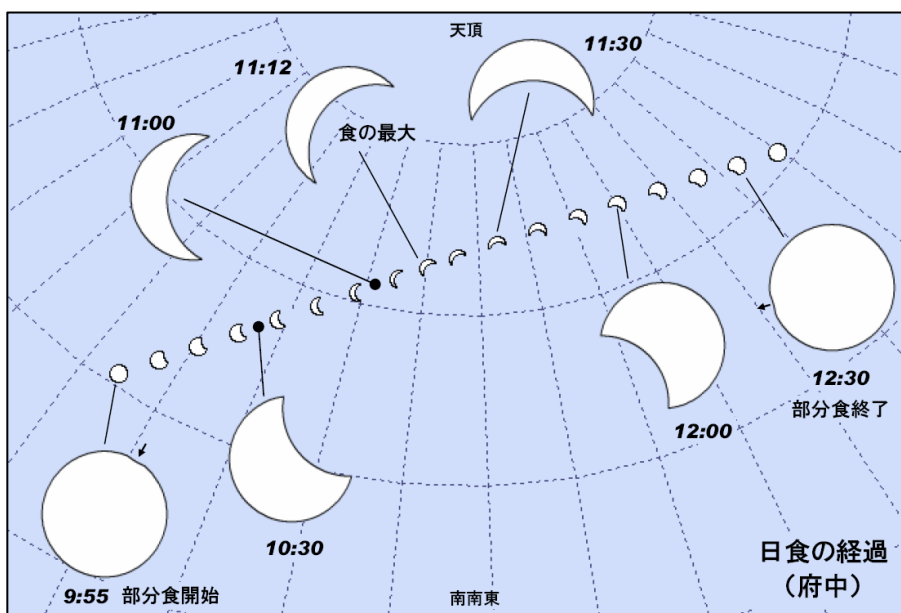 天頂
11:30
11:12
11:00
食の最大
12:30
部分食終了
12:00
10:30
9:55 部分食開始
南南東
日食の経過
（府中）